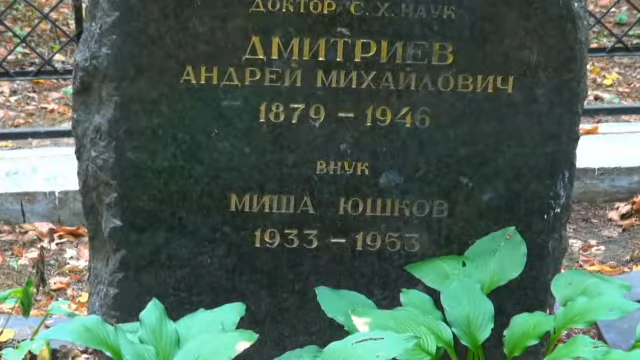 ДОКТОР С.Х. НАУК
ДМИТРИЕВ
АНДРЕЙ МИХАЙЛОВИЧ
1879 – 1946
ВНУК
МИША ЮШКОВ
1933 – 1953